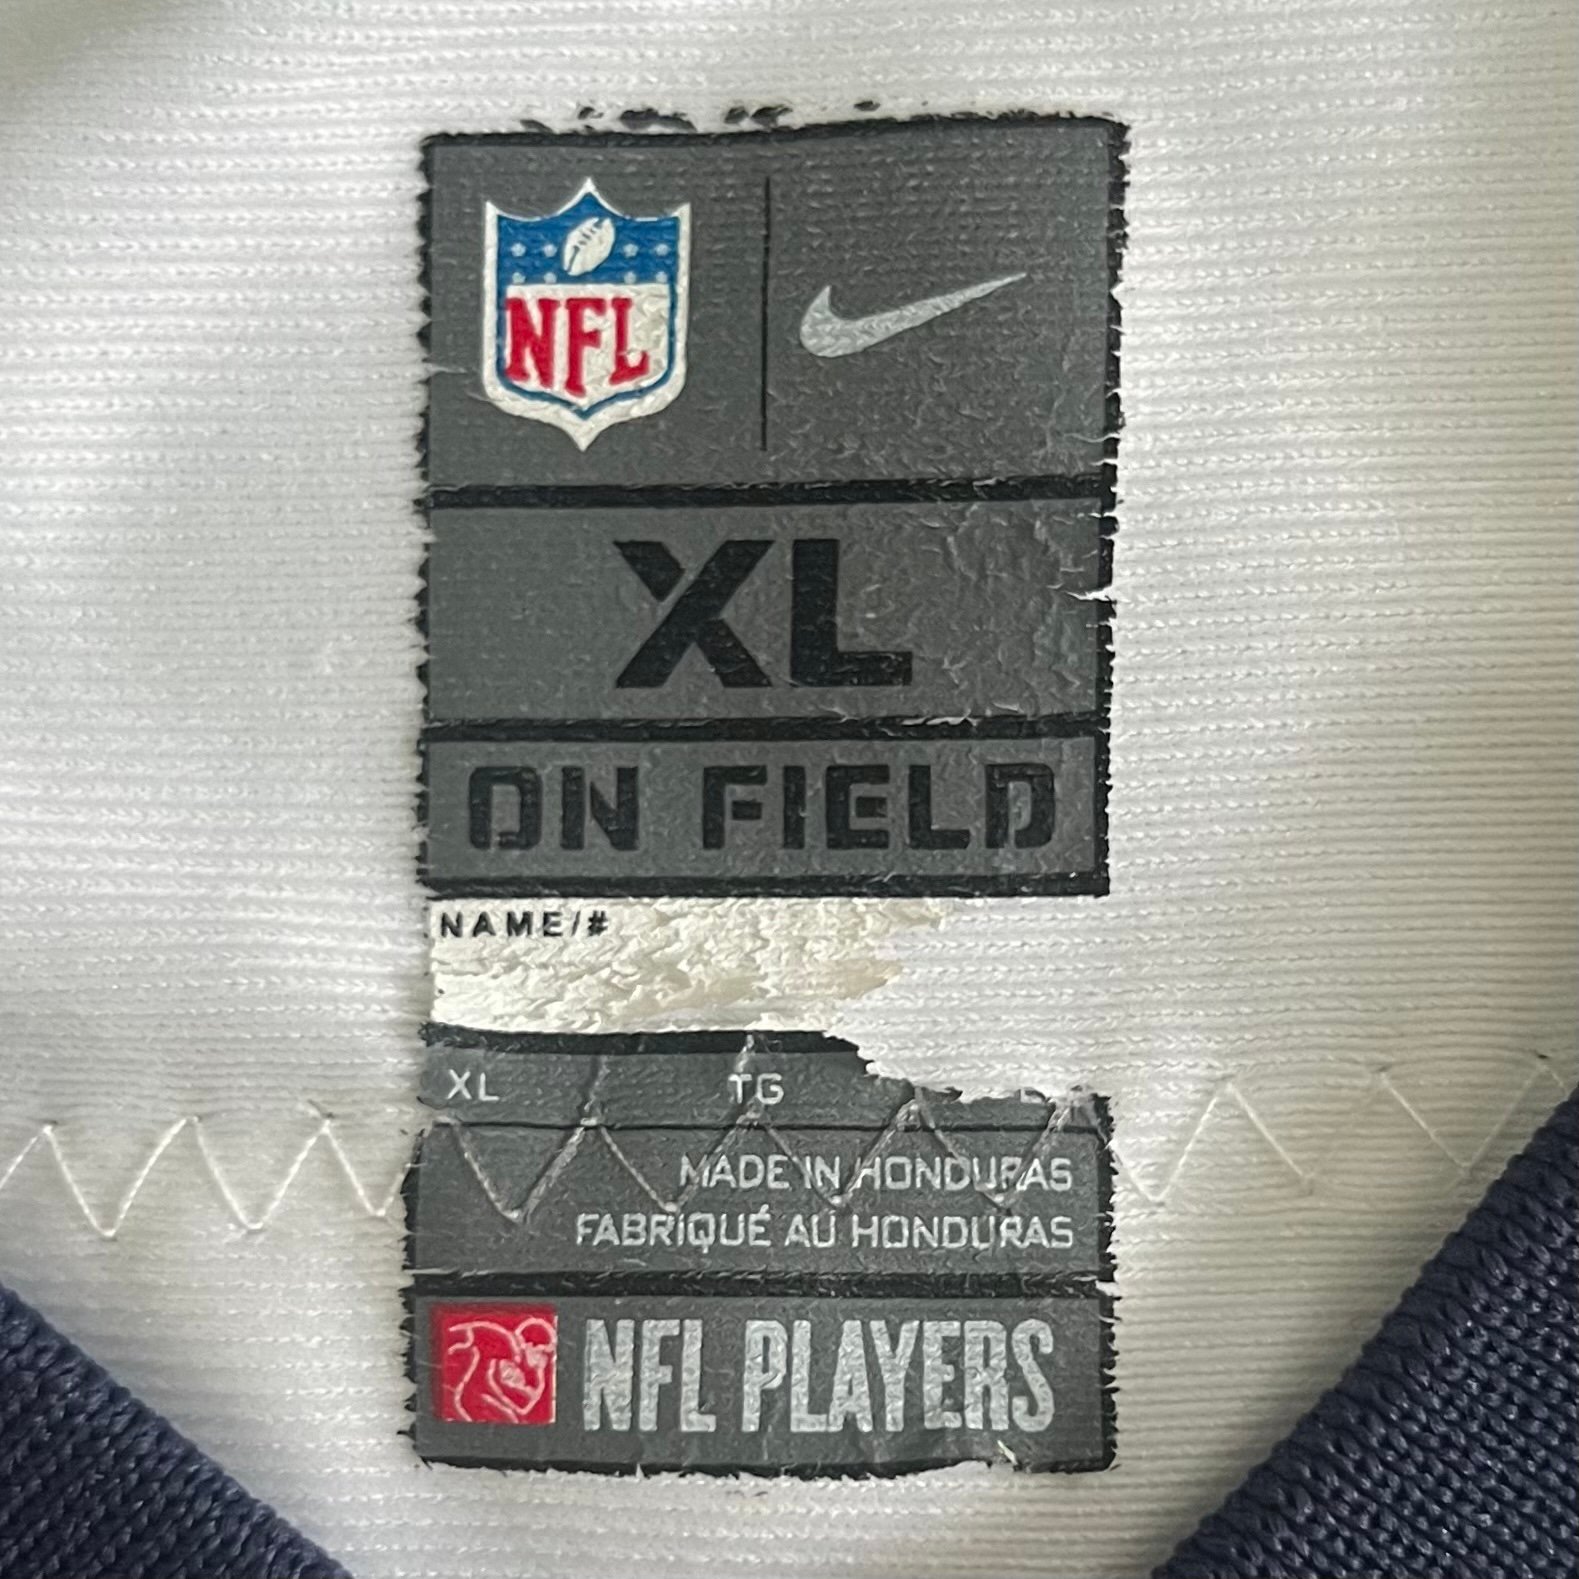 NFL
XL
ON FIELD
NAME/#
XL TG
MADE IN HONDURAS
FABRIQUÉ AU HONDURAS
NFL PLAYERS